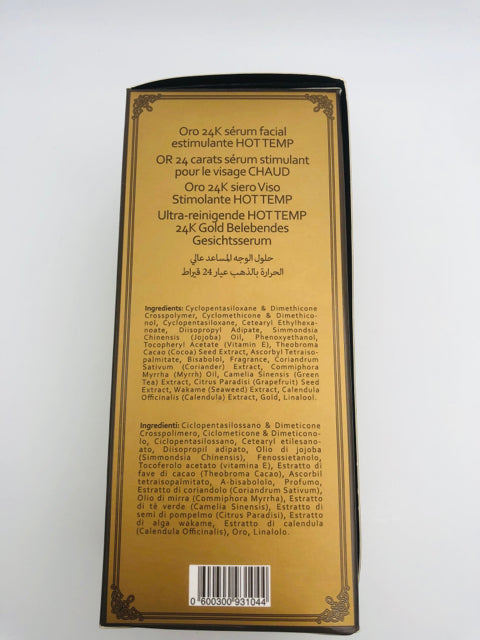 Oro 24K sérum facial
estimulante HOT TEMP
OR 24 carats sérum stimulant
pour le visage CHAUD
Oro 24K siero Viso
Stimolante HOT TEMP
Ultra-reinigende HOT TEMP
24K Gold Belebendes
Gesichtsserum
حلول الوجه المساعد عالي
الحرارة بالذهب عيار 24 قيراط
Ingredients: Cyclopentasiloxane & Dimethicone
Crosspolymer, Cyclomethicone & Dimethico-
nol, Cyclopentasiloxane, Cetearyl Ethylhexa-
noate, Diisopropyl Adipate, Simmondsia
Chinensis (Jojoba) Oil, Phenoxyethanol,
Tocopheryl Acetate (Vitamin E), Theobroma
Cacao (Cocoa) Seed Extract, Ascorbyl Tetraiso-
palmitate, Bisabolol, Fragrance, Coriandrum
Sativum (Coriander) Extract, Commiphora
Myrrha (Myrrh) Oil, Camelia Sinensis (Green
Tea) Extract, Citrus Paradisi (Grapefruit) Seed
Extract, Wakame (Seaweed) Extract, Calendula
Officinalis (Calendula) Extract, Gold, Linalool.
Ingredienti: Ciclopentasilossano & Dimeticone
Crosspolimero, Ciclometicone & Dimeticono-
lo, Ciclopentasilossano, Cetearyl etilesano-
ato, Diisopropil adipato, Olio di jojoba
(Simmondsia Chinensis), Fenossietanolo,
Tocoferolo acetato (vitamina E), Estratto di
fave di cacao (Theobroma Cacao), Ascorbil
tetraisopalmitato, A-bisabololo, Profumo,
Estratto di coriandolo (Coriandrum Sativum),
Olio di mirra (Commiphora Myrrha), Estratto
di tè verde (Camelia Sinensis), Estratto di
semi di pompelmo (Citrus Paradisi), Estratto
di alga wakame, Estratto di calendula
(Calendula Officinalis), Oro, Linalolo.
0 600300 931044